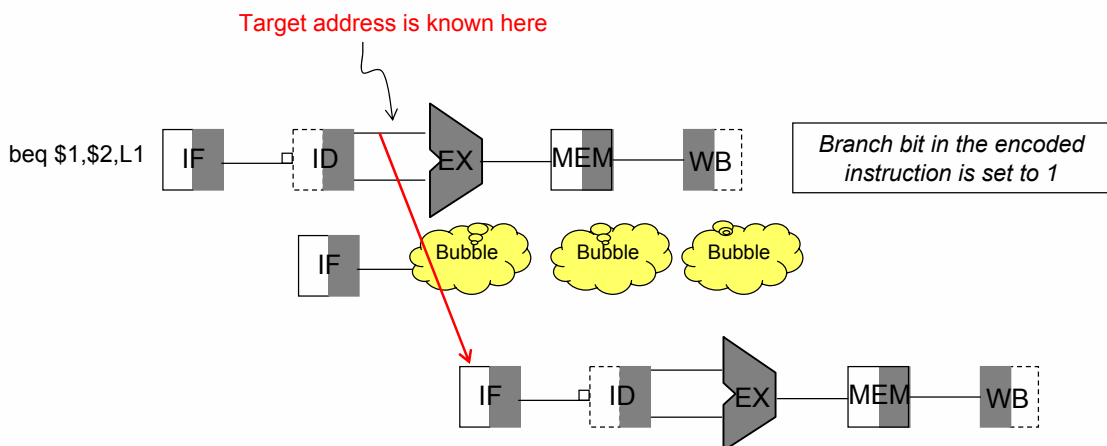 Target address is known here
beq $1,$2,L1
IF
ID
EX
MEM
WB
Branch bit in the encoded
instruction is set to 1
IF
Bubble
Bubble
Bubble
IF
ID
EX
MEM
WB